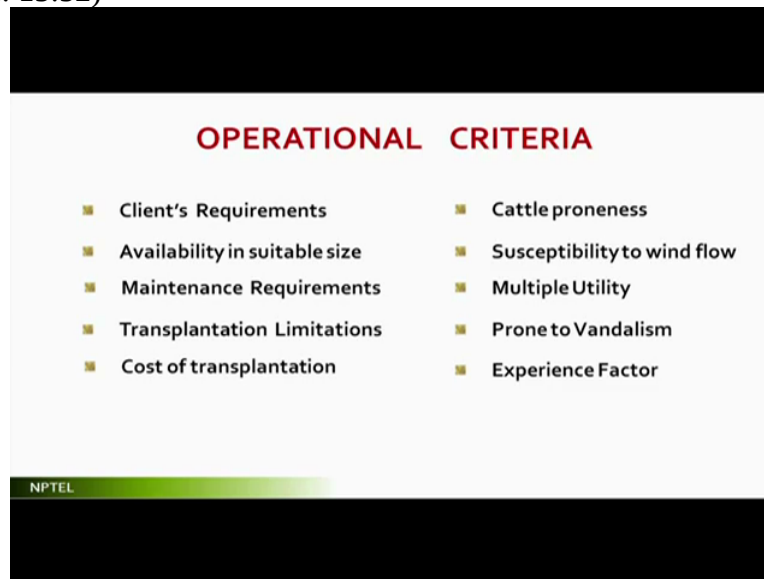 OPERATIONAL CRITERIA
Client's Requirements
Availability in suitable size
Maintenance Requirements
Transplantation Limitations
Cost of transplantation
Cattle proneness
Susceptibility to wind flow
Multiple Utility
Prone to Vandalism
Experience Factor
NPTEL